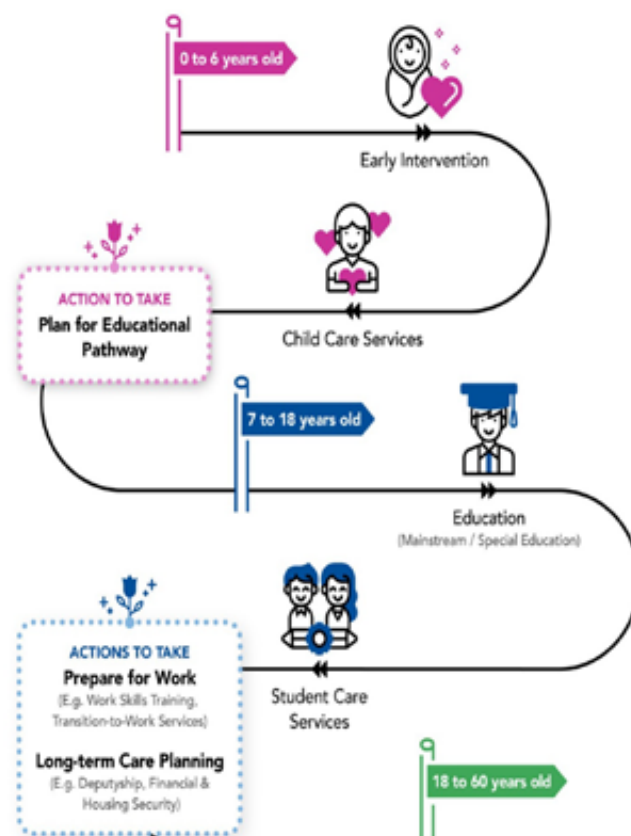 0 to 6 years old
Early Intervention
Child Care Services
ACTION TO TAKE
Plan for Educational
Pathway
7 to 18 years old
Education
(Mainstream / Special Education)
Student Care
Services
ACTIONS TO TAKE
Prepare for Work
(E.g. Work Skills Training,
Transition-to-Work Services)
Long-term Care Planning
(E.g. Deputyship, Financial &
Housing Security)
18 to 60 years old